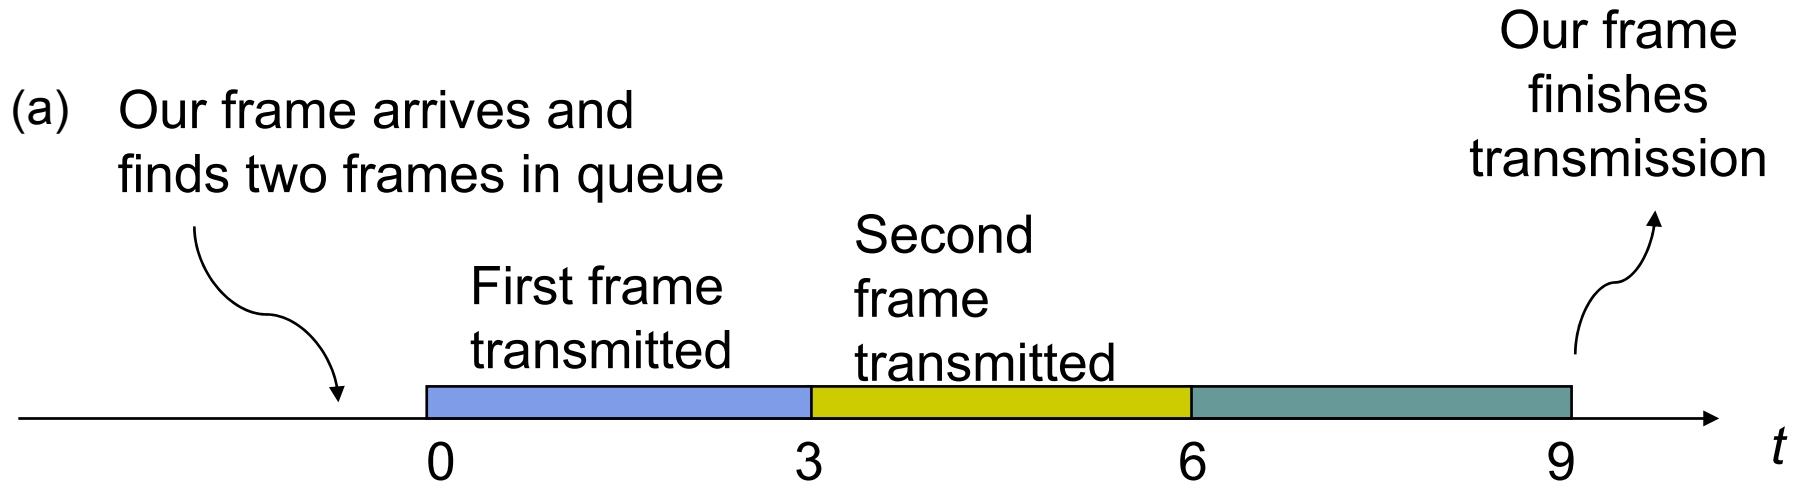 (a) Our frame arrives and
finds two frames in queue
Our frame
finishes
transmission
First frame
transmitted
Second
frame
transmitted
0 3 6 9 t